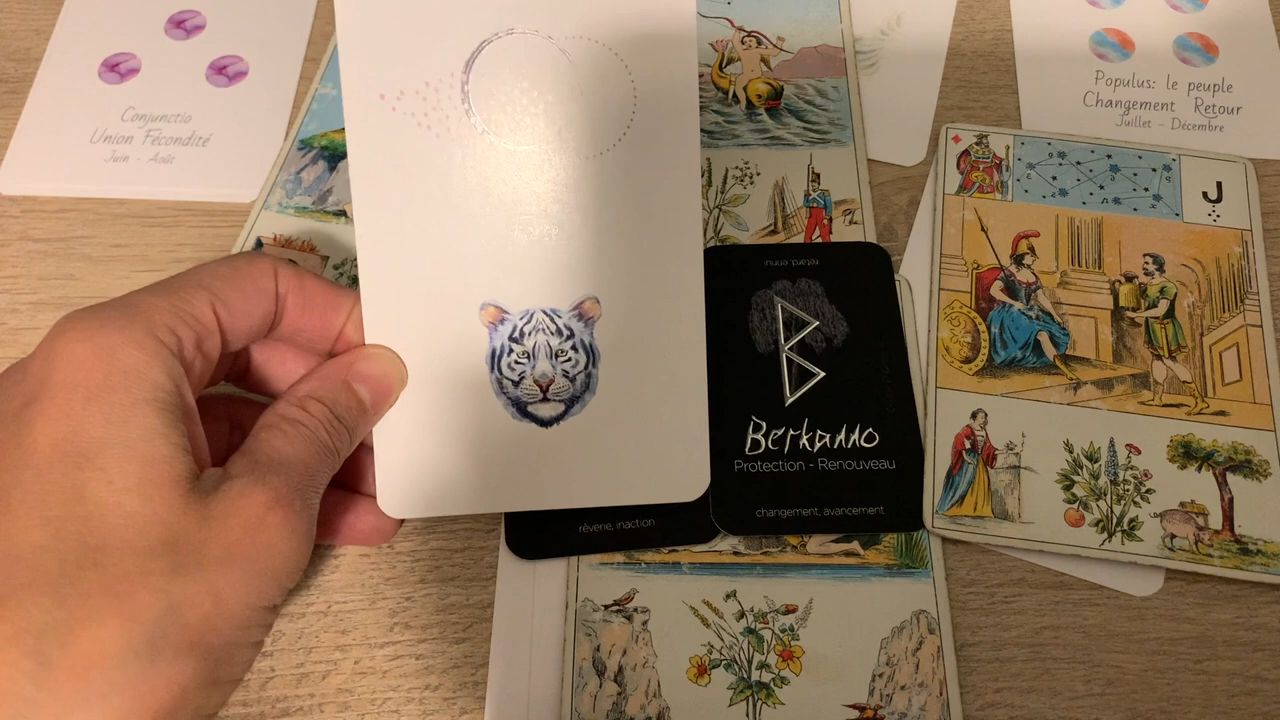 Conjunctio
Union Fécondité
Juin - Août
Populus: le peuple
Changement Retour
Juillet - Décembre
J
retard, ennui
Berkanno
Protection - Renouveau
changement, avancement
rêverie, inaction